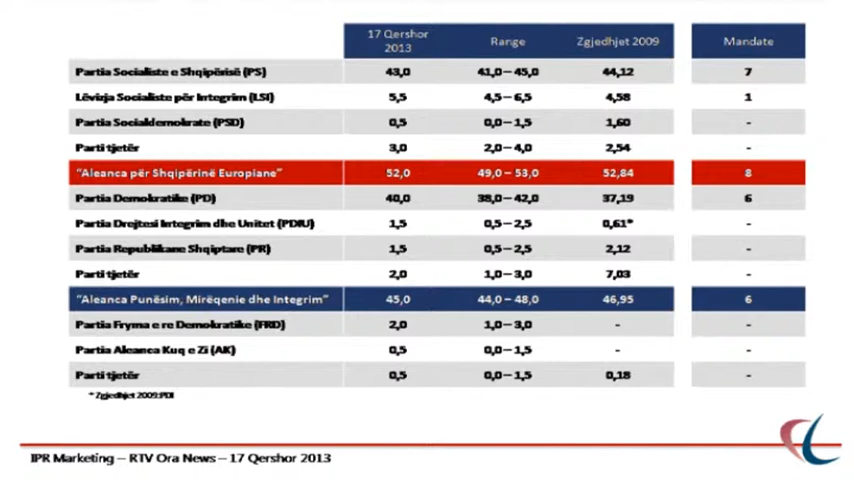 17 Qershor 2013 Range Zgjedhjet 2009 Mandate
Partia Socialiste e Shqipërisë (PS) 43,0 41,0 – 45,0 44,12 7
Lëvizja Socialiste për Integrim (LSI) 5,5 4,5 – 6,5 4,58 1
Partia Socialdemokrate (PSD) 0,5 0,0 – 1,5 1,60 -
Parti tjetër 3,0 2,0 – 4,0 2,54 -
“Aleanca për Shqipërinë Europiane” 52,0 49,0 – 53,0 52,84 8
Partia Demokratike (PD) 40,0 38,0 – 42,0 37,19 6
Partia Drejtesi Integrim dhe Unitet (PDIU) 1,5 0,5 – 2,5 0,61* -
Partia Republikane Shqiptare (PR) 1,5 0,5 – 2,5 2,12 -
Parti tjetër 2,0 1,0 – 3,0 7,03 -
“Aleanca Punësim, Mirëqenie dhe Integrim” 45,0 44,0 – 48,0 46,95 6
Partia Fryma e re Demokratike (FRD) 2,0 1,0 – 3,0 - -
Partia Aleanca Kuq e Zi (AK) 0,5 0,0 – 1,5 - -
Parti tjetër 0,5 0,0 – 1,5 0,18 -
* Zgjedhjet 2009:PDI
IPR Marketing – RTV Ora News – 17 Qershor 2013